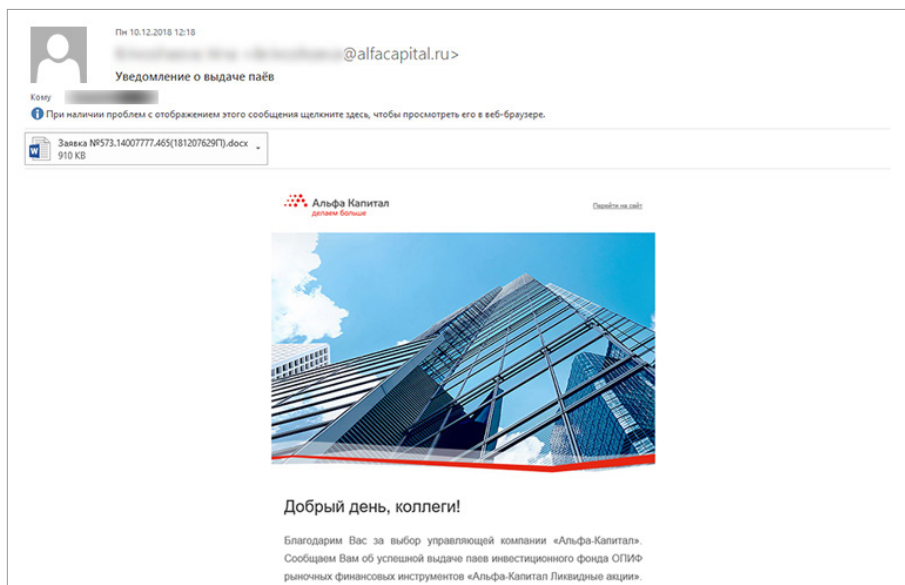 Пн 10.12.2018 12:18
@alfacapital.ru>
Уведомление о выдаче паёв
Кому
При наличии проблем с отображением этого сообщения щелкните здесь, чтобы просмотреть его в веб-браузере.
Заявка №573.14007777.465(181207629П).docx
910 KB
Альфа Капитал
делаем больше
Перейти на сайт
Добрый день, коллеги!
Благодарим Вас за выбор управляющей компании «Альфа-Капитал».
Сообщаем Вам об успешной выдаче паев инвестиционного фонда ОПИФ
рыночных финансовых инструментов «Альфа-Капитал Ликвидные акции».